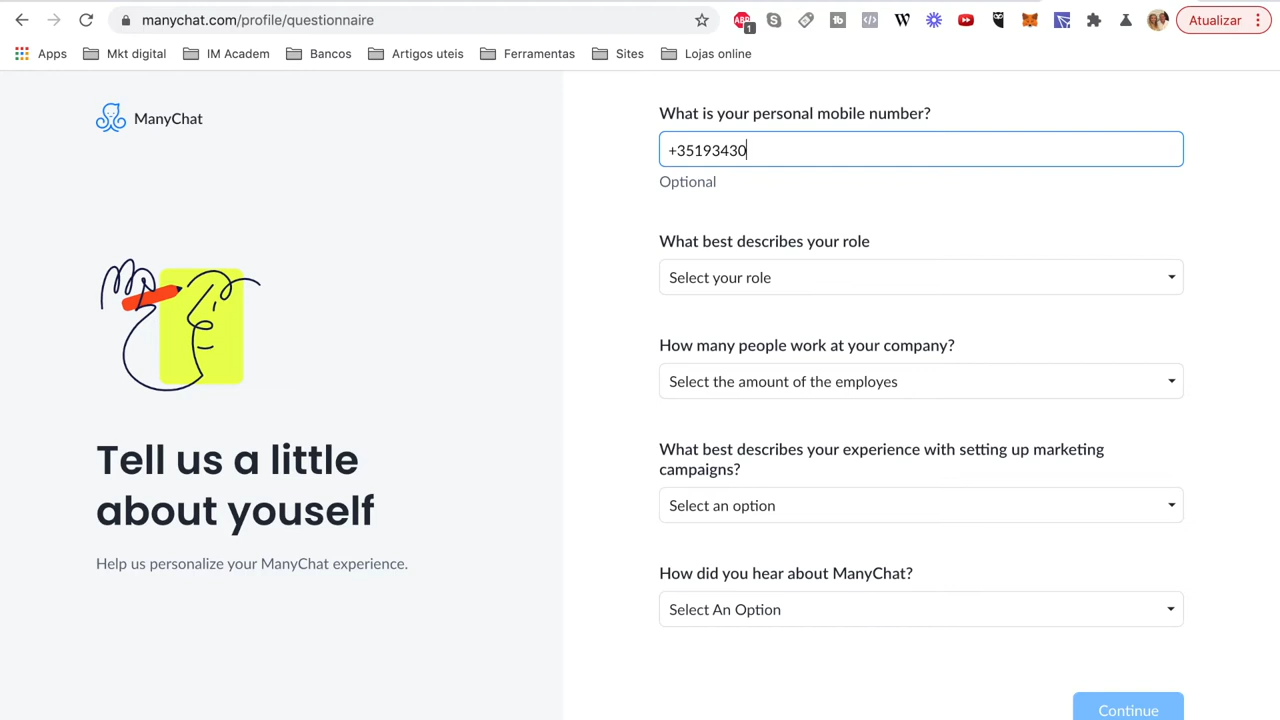 manychat.com/profile/questionnaire
ABP
1
W
Atualizar
Apps
Mkt digital
IM Academ
Bancos
Artigos uteis
Ferramentas
Sites
Lojas online
ManyChat
Tell us a little
about youself
Help us personalize your ManyChat experience.
What is your personal mobile number?
+35193430
Optional
What best describes your role
Select your role
How many people work at your company?
Select the amount of the employes
What best describes your experience with setting up marketing
campaigns?
Select an option
How did you hear about ManyChat?
Select An Option
Continue